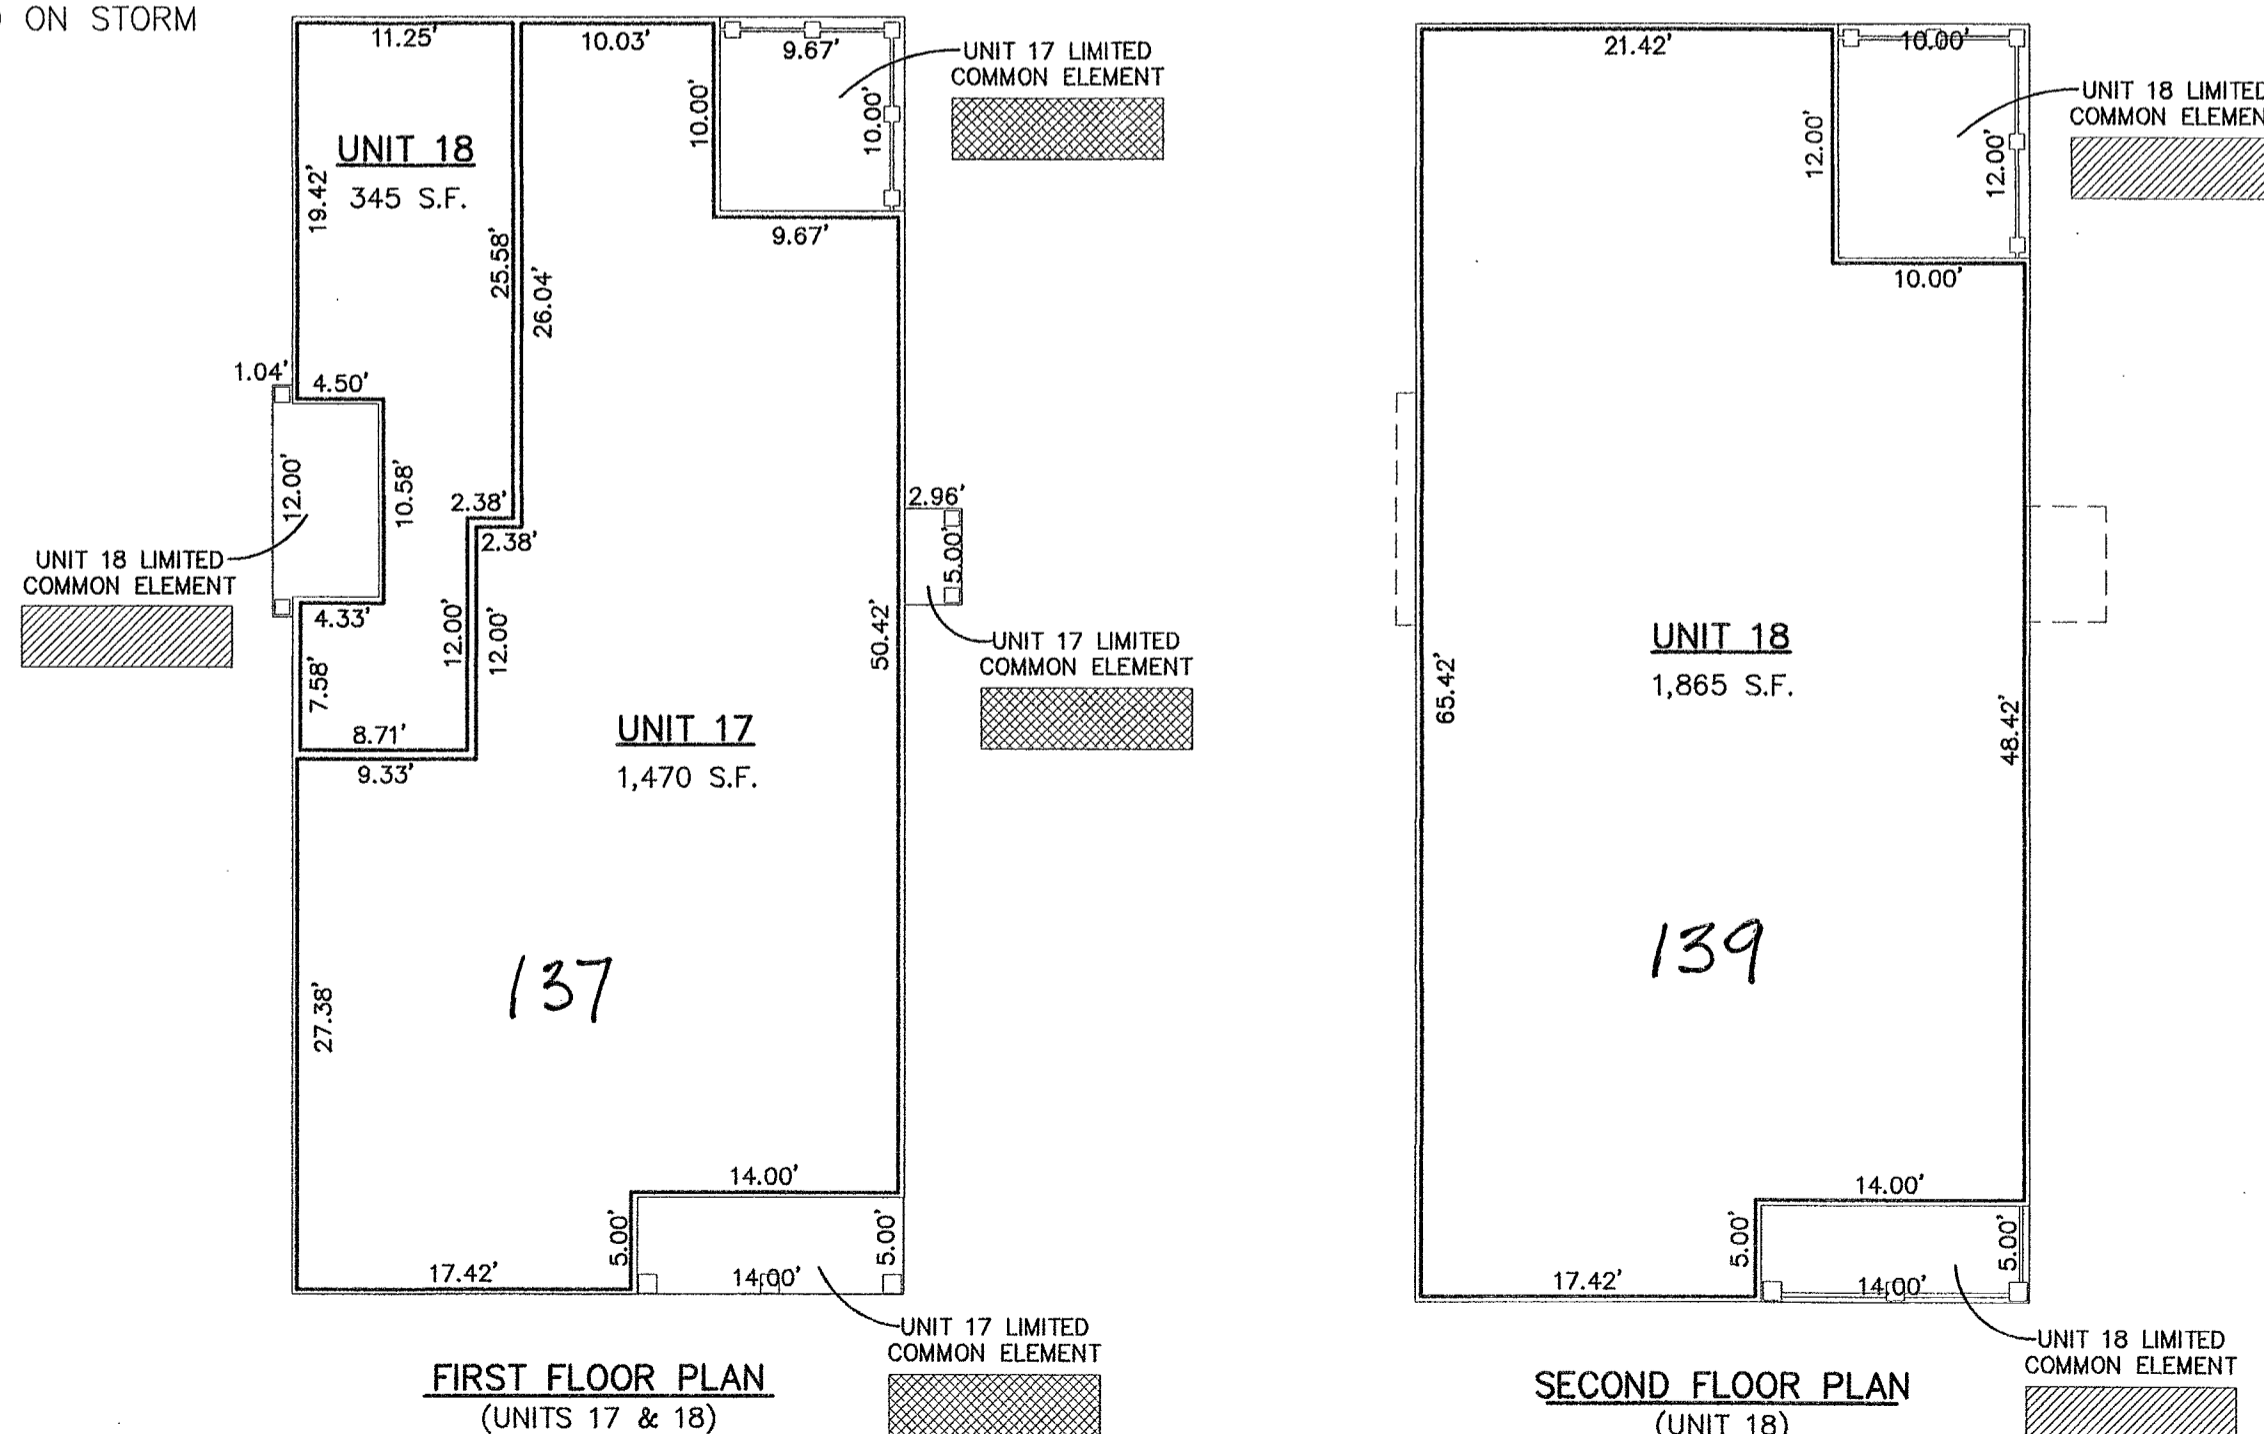 ON STORM
11.25'
10.03'
9.67'
UNIT 17 LIMITED
COMMON ELEMENT
10.00'
10.00'
UNIT 18
345 S.F.
19.42'
25.58'
26.04'
9.67'
1.04'
4.50'
12.00'
10.58'
2.38'
2.38'
2.96'
5.00'
UNIT 18 LIMITED
COMMON ELEMENT
4.33'
7.58'
12.00'
12.00'
50.42'
UNIT 17 LIMITED
COMMON ELEMENT
8.71'
9.33'
UNIT 17
1,470 S.F.
27.38'
137
14.00'
5.00'
5.00'
17.42'
14.00'
UNIT 17 LIMITED
COMMON ELEMENT
FIRST FLOOR PLAN
(UNITS 17 & 18)
21.42'
10.00'
12.00'
12.00'
UNIT 18 LIMITED
COMMON ELEMEN
10.00'
UNIT 18
1,865 S.F.
65.42'
48.42'
139
14.00'
5.00'
5.00'
17.42'
14.00'
UNIT 18 LIMITED
COMMON ELEMENT
SECOND FLOOR PLAN
(UNIT 18)